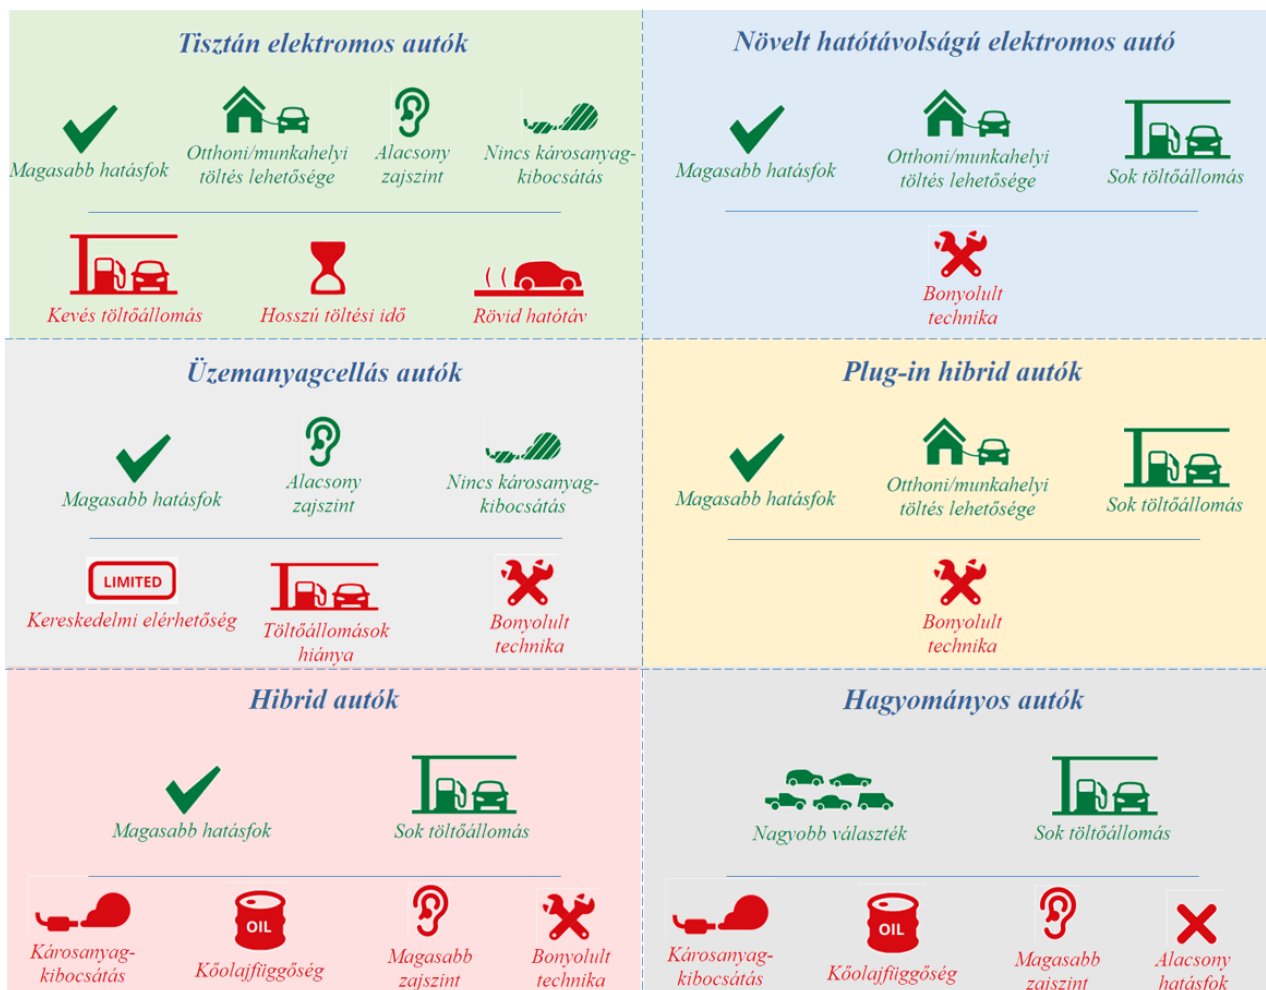 Tisztán elektromos autók
Magasabb hatásfok
Otthoni/munkahelyi
töltés lehetősége
Alacsony
zajszint
Nincs károsanyag-
kibocsátás
Kevés töltőállomás
Hosszú töltési idő
Rövid hatótáv
Növelt hatótávolságú elektromos autó
Magasabb hatásfok
Otthoni/munkahelyi
töltés lehetősége
Sok töltőállomás
Bonyolult
technika
Üzemanyagcellás autók
Magasabb hatásfok
Alacsony
zajszint
Nincs károsanyag-
kibocsátás
LIMITED
Kereskedelmi elérhetőség
Töltőállomások
hiánya
Bonyolult
technika
Plug-in hibrid autók
Magasabb hatásfok
Otthoni/munkahelyi
töltés lehetősége
Sok töltőállomás
Bonyolult
technika
Hibrid autók
Magasabb hatásfok
Sok töltőállomás
Károsanyag-
kibocsátás
OIL
Kőolajfüggőség
Magasabb
zajszint
Bonyolult
technika
Hagyományos autók
Nagyobb választék
Sok töltőállomás
Károsanyag-
kibocsátás
OIL
Kőolajfüggőség
Magasabb
zajszint
Alacsony
hatásfok